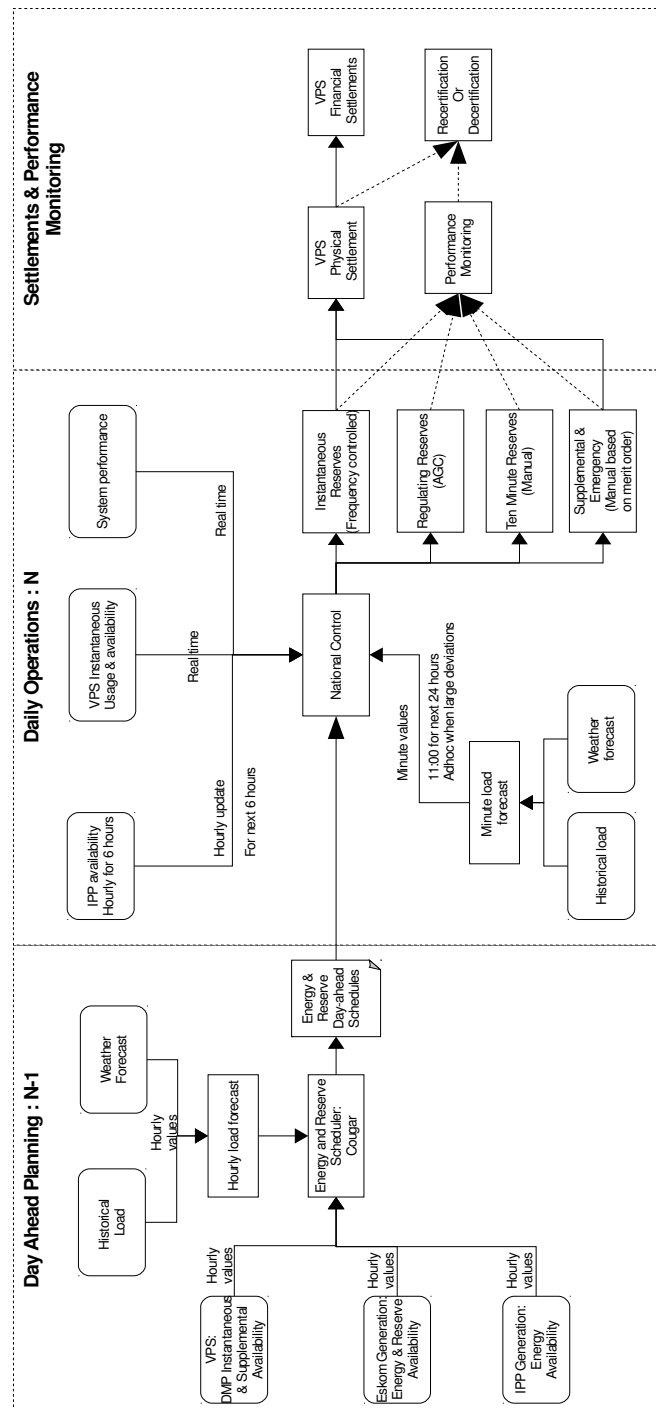 Day Ahead Planning : N-1
Historical
Load
Weather
Forecast
Hourly
values
Hourly load forecast
VPS:
DMP Instantaneous
& Supplemental
Availability
Hourly
values
Eskom Generation:
Energy & Reserve
Availability
Hourly
values
IPP Generation:
Energy
Availability
Hourly
values
Energy and Reserve
Scheduler:
Cougar
Energy &
Reserve
Day-ahead
Schedules
Daily Operations : N
IPP availability
Hourly for 6 hours
Hourly update
For next 6 hours
VPS Instantaneous
Usage & availability
Real time
System performance
Real time
National Control
Minute values
11:00 for next 24 hours
Adhoc when large deviations
Minute load
forecast
Historical load
Weather
forecast
Instantaneous
Reserves
(Frequency controlled)
Regulating Reserves
(AGC)
Ten Minute Reserves
(Manual)
Supplemental &
Emergency
(Manual based
on merit order)
Settlements & Performance
Monitoring
VPS
Physical
Settlement
VPS
Financial
Settlements
Performance
Monitoring
Recertification
Or
Decertification